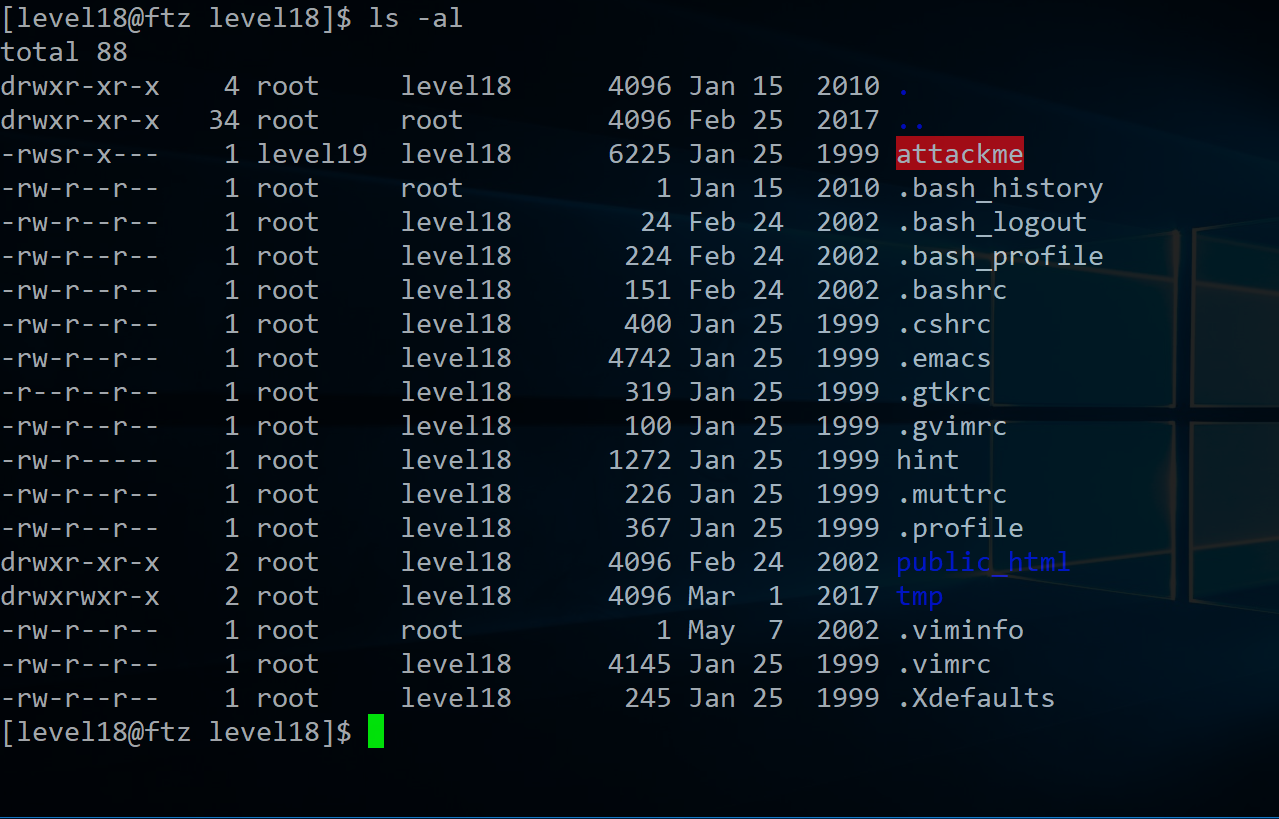 [level18@ftz level18]$ ls -al
total 88
drwxr-xr-x    4 root     level18      4096 Jan 15  2010 .
drwxr-xr-x   34 root     root         4096 Feb 25  2017 ..
-rwsr-x---    1 level19  level18      6225 Jan 25  1999 attackme
-rw-r--r--    1 root     root            1 Jan 15  2010 .bash_history
-rw-r--r--    1 root     level18        24 Feb 24  2002 .bash_logout
-rw-r--r--    1 root     level18       224 Feb 24  2002 .bash_profile
-rw-r--r--    1 root     level18       151 Feb 24  2002 .bashrc
-rw-r--r--    1 root     level18       400 Jan 25  1999 .cshrc
-rw-r--r--    1 root     level18      4742 Jan 25  1999 .emacs
-r--r--r--    1 root     level18       319 Jan 25  1999 .gtkrc
-rw-r--r--    1 root     level18       100 Jan 25  1999 .gvimrc
-rw-r-----    1 root     level18      1272 Jan 25  1999 hint
-rw-r--r--    1 root     level18       226 Jan 25  1999 .muttrc
-rw-r--r--    1 root     level18       367 Jan 25  1999 .profile
drwxr-xr-x    2 root     level18      4096 Feb 24  2002 public_html
drwxrwxr-x    2 root     level18      4096 Mar  1  2017 tmp
-rw-r--r--    1 root     root            1 May  7  2002 .viminfo
-rw-r--r--    1 root     level18      4145 Jan 25  1999 .vimrc
-rw-r--r--    1 root     level18       245 Jan 25  1999 .Xdefaults
[level18@ftz level18]$